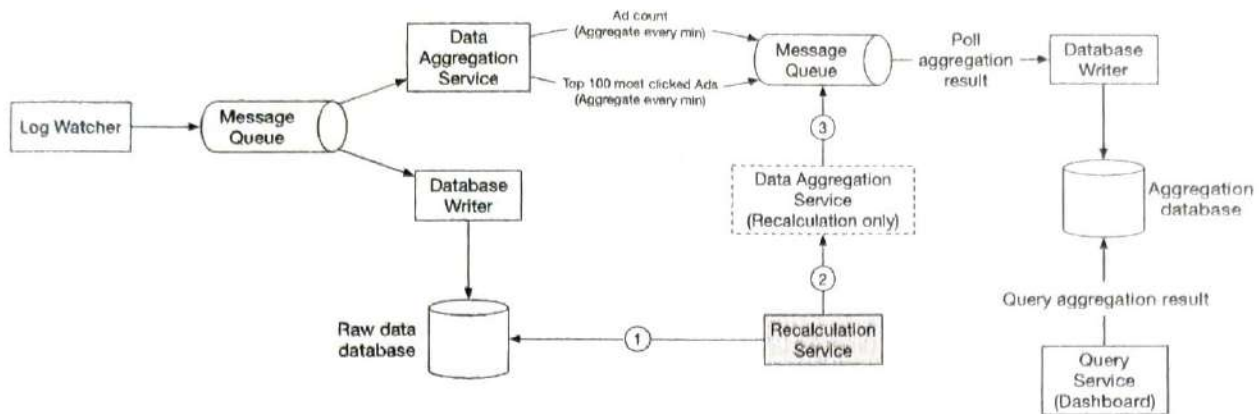 Log Watcher
Message
Queue
Data
Aggregation
Service
Ad count
(Aggregate every min)
Top 100 most clicked Ads
(Aggregate every min)
Message
Queue
Poll
aggregation
result
Database
Writer
Database
Writer
3
Data Aggregation
Service
(Recalculation only)
Aggregation
database
2
Query aggregation result
Raw data
database
1
Recalculation
Service
Query
Service
(Dashboard)